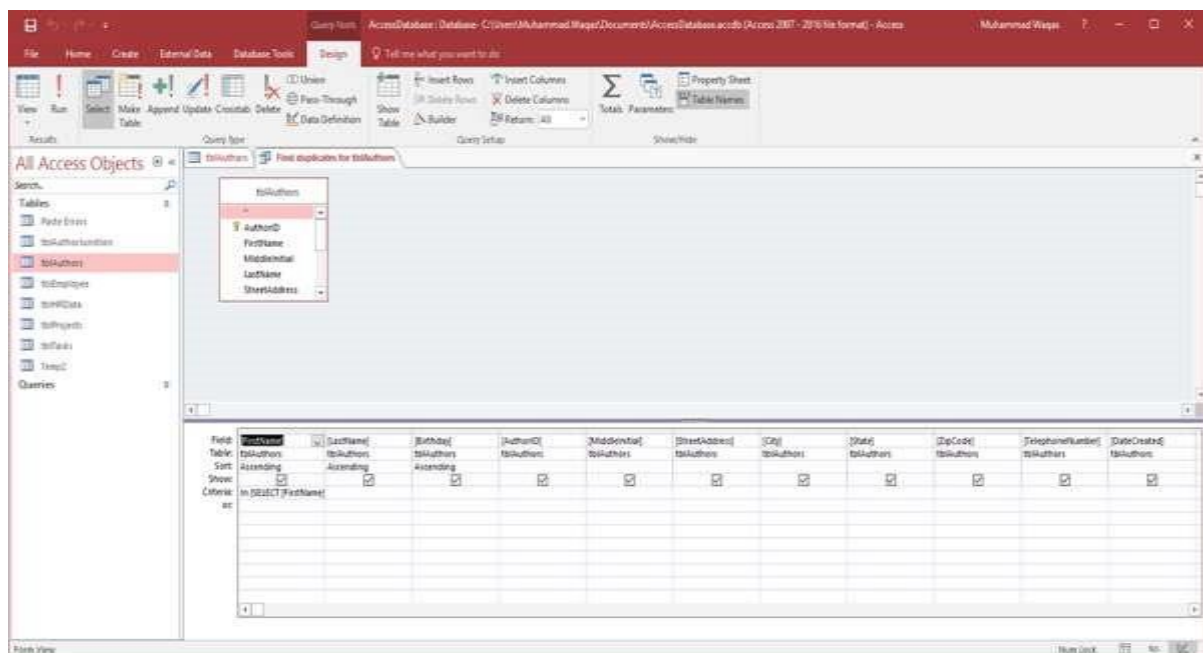 Query Tools AccessDatabase : Database- C:\Users\Muhammad.Waqas\Documents\AccessDatabase.accdb (Access 2007 - 2016 file format) - Access Muhammad Waqas ?
File Home Create External Data Database Tools Design Tell me what you want to do
View Run Select Make Table Append Update Crosstab Delete
Union
Pass-Through
Data Definition
Show Table
Insert Rows
Delete Rows
Builder
Insert Columns
Delete Columns
Return: All
Totals Parameters
Property Sheet
Table Names
Results Query Type Query Setup Show/Hide
All Access Objects
Search..
Tables
Paste Errors
tblAuthors
tblEmployee
tblHRData
tblProjects
tblTasks
Queries
tblAuthors Find duplicates for tblAuthors
tblAuthors
*
AuthorID
FirstName
MiddleInitial
LastName
StreetAddress
Field: [FirstName] [LastName] [Birthday] [AuthorID] [MiddleInitial] [StreetAddress] [City] [State] [ZipCode] [TelephoneNumber] [DateCreated]
Table: tblAuthors tblAuthors tblAuthors tblAuthors tblAuthors tblAuthors tblAuthors tblAuthors tblAuthors tblAuthors tblAuthors
Sort: Ascending Ascending Ascending
Show:
Criteria: In (SELECT [FirstName]
or:
Form View Num Lock